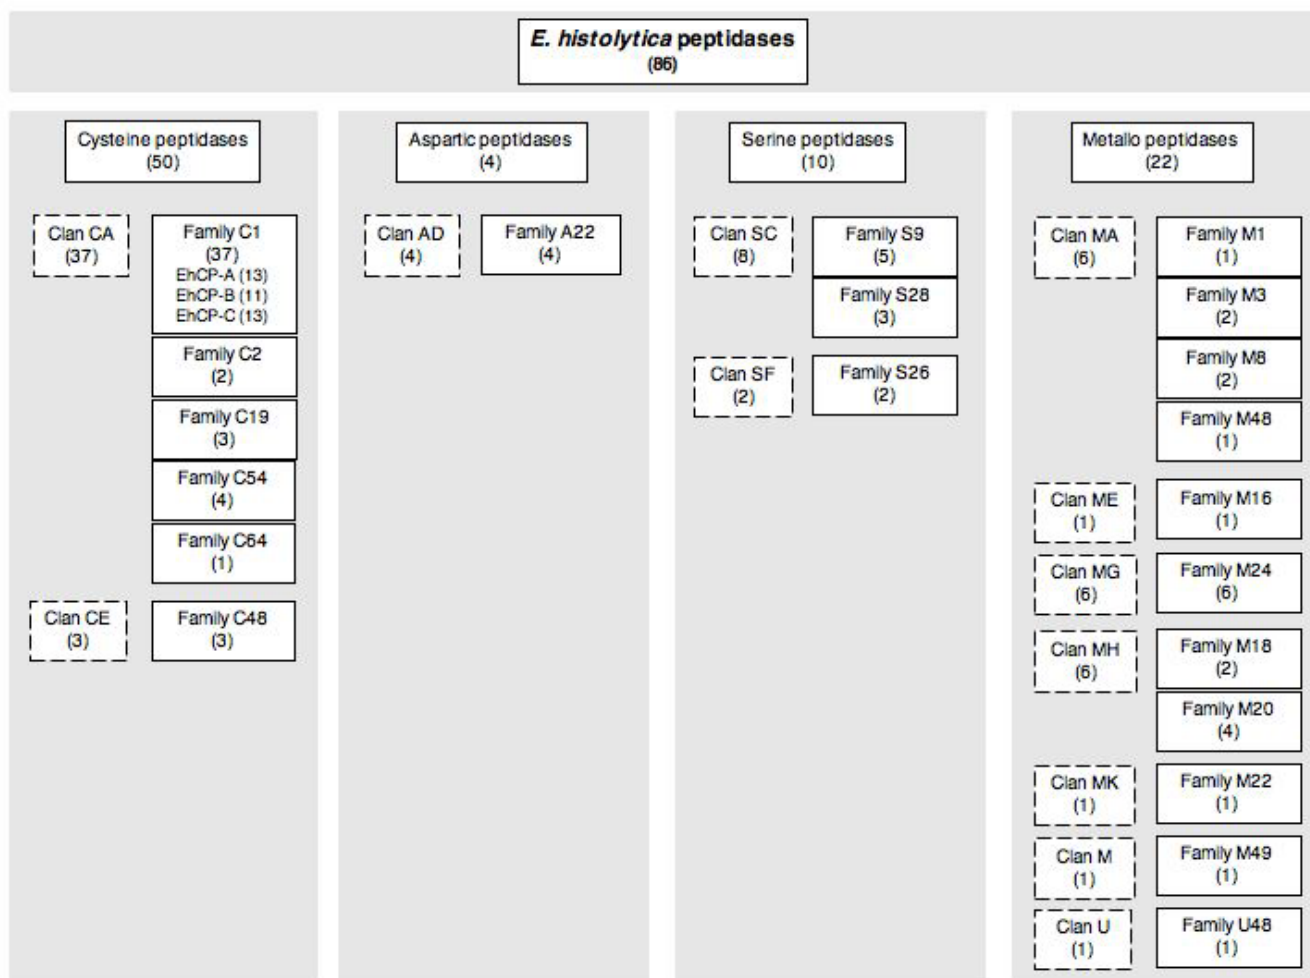 E. histolytica peptidases
(86)
Cysteine peptidases
(50)
Clan CA
(37)
Family C1
(37)
EhCP-A (13)
EhCP-B (11)
EhCP-C (13)
Family C2
(2)
Family C19
(3)
Family C54
(4)
Family C64
(1)
Clan CE
(3)
Family C48
(3)
Aspartic peptidases
(4)
Clan AD
(4)
Family A22
(4)
Serine peptidases
(10)
Clan SC
(8)
Family S9
(5)
Family S28
(3)
Clan SF
(2)
Family S26
(2)
Metallo peptidases
(22)
Clan MA
(6)
Family M1
(1)
Family M3
(2)
Family M8
(2)
Family M48
(1)
Clan ME
(1)
Family M16
(1)
Clan MG
(6)
Family M24
(6)
Clan MH
(6)
Family M18
(2)
Family M20
(4)
Clan MK
(1)
Family M22
(1)
Clan M
(1)
Family M49
(1)
Clan U
(1)
Family U48
(1)